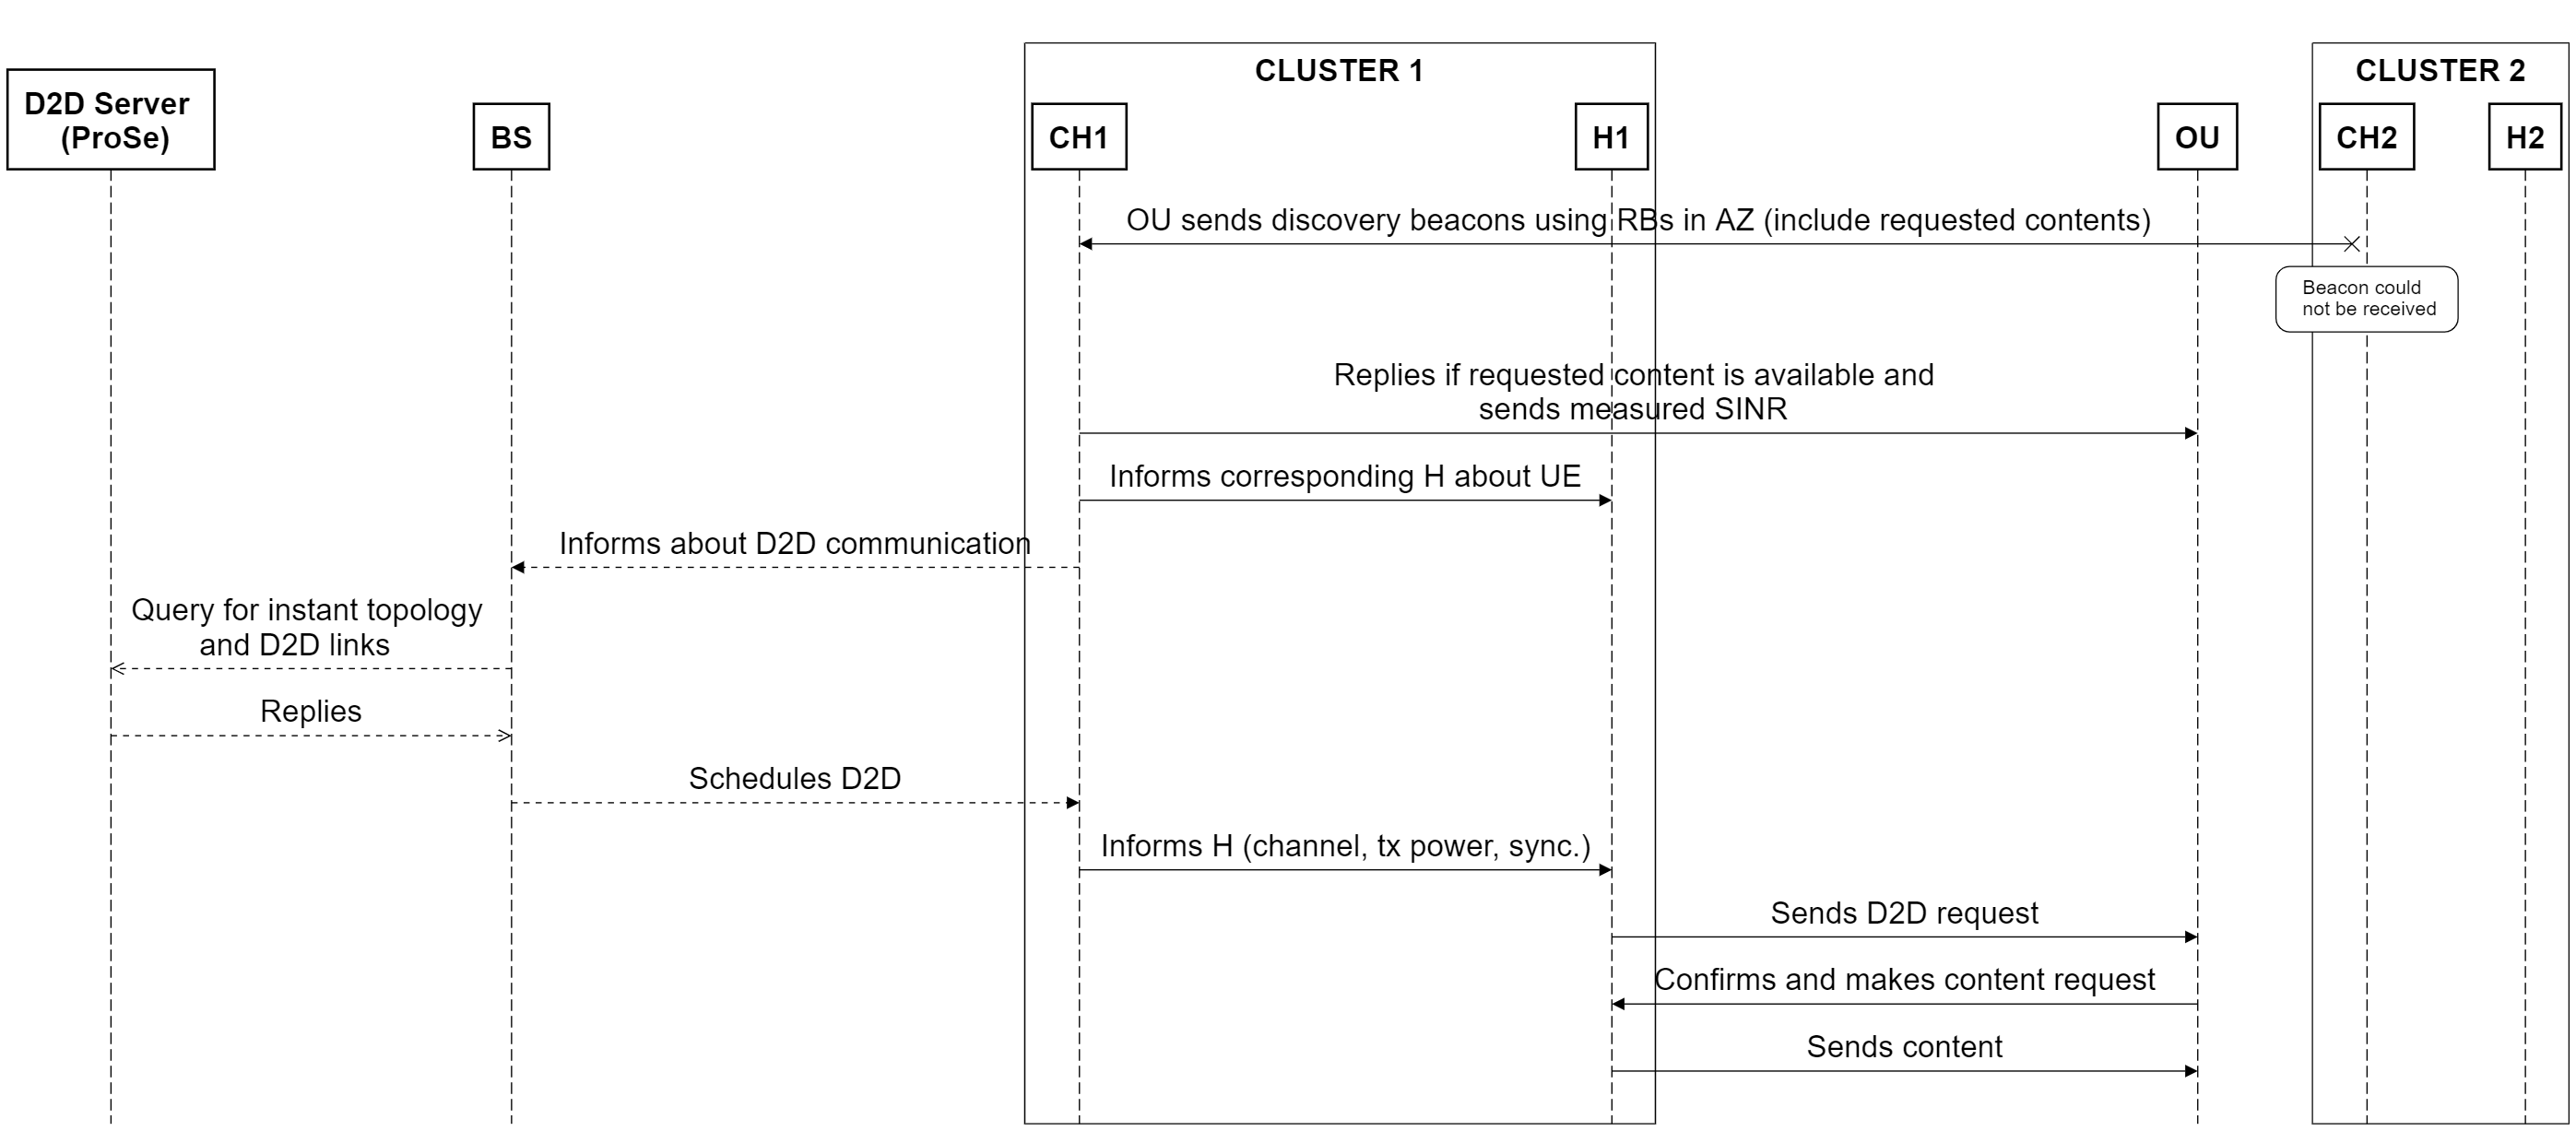 CLUSTER 1
CLUSTER 2
D2D Server
(ProSe)
BS
CH1
H1
OU
CH2
H2
OU sends discovery beacons using RBs in AZ (include requested contents)
Beacon could
not be received
Replies if requested content is available and
sends measured SINR
Informs corresponding H about UE
Informs about D2D communication
Query for instant topology
and D2D links
Replies
Schedules D2D
Informs H (channel, tx power, sync.)
Sends D2D request
Confirms and makes content request
Sends content